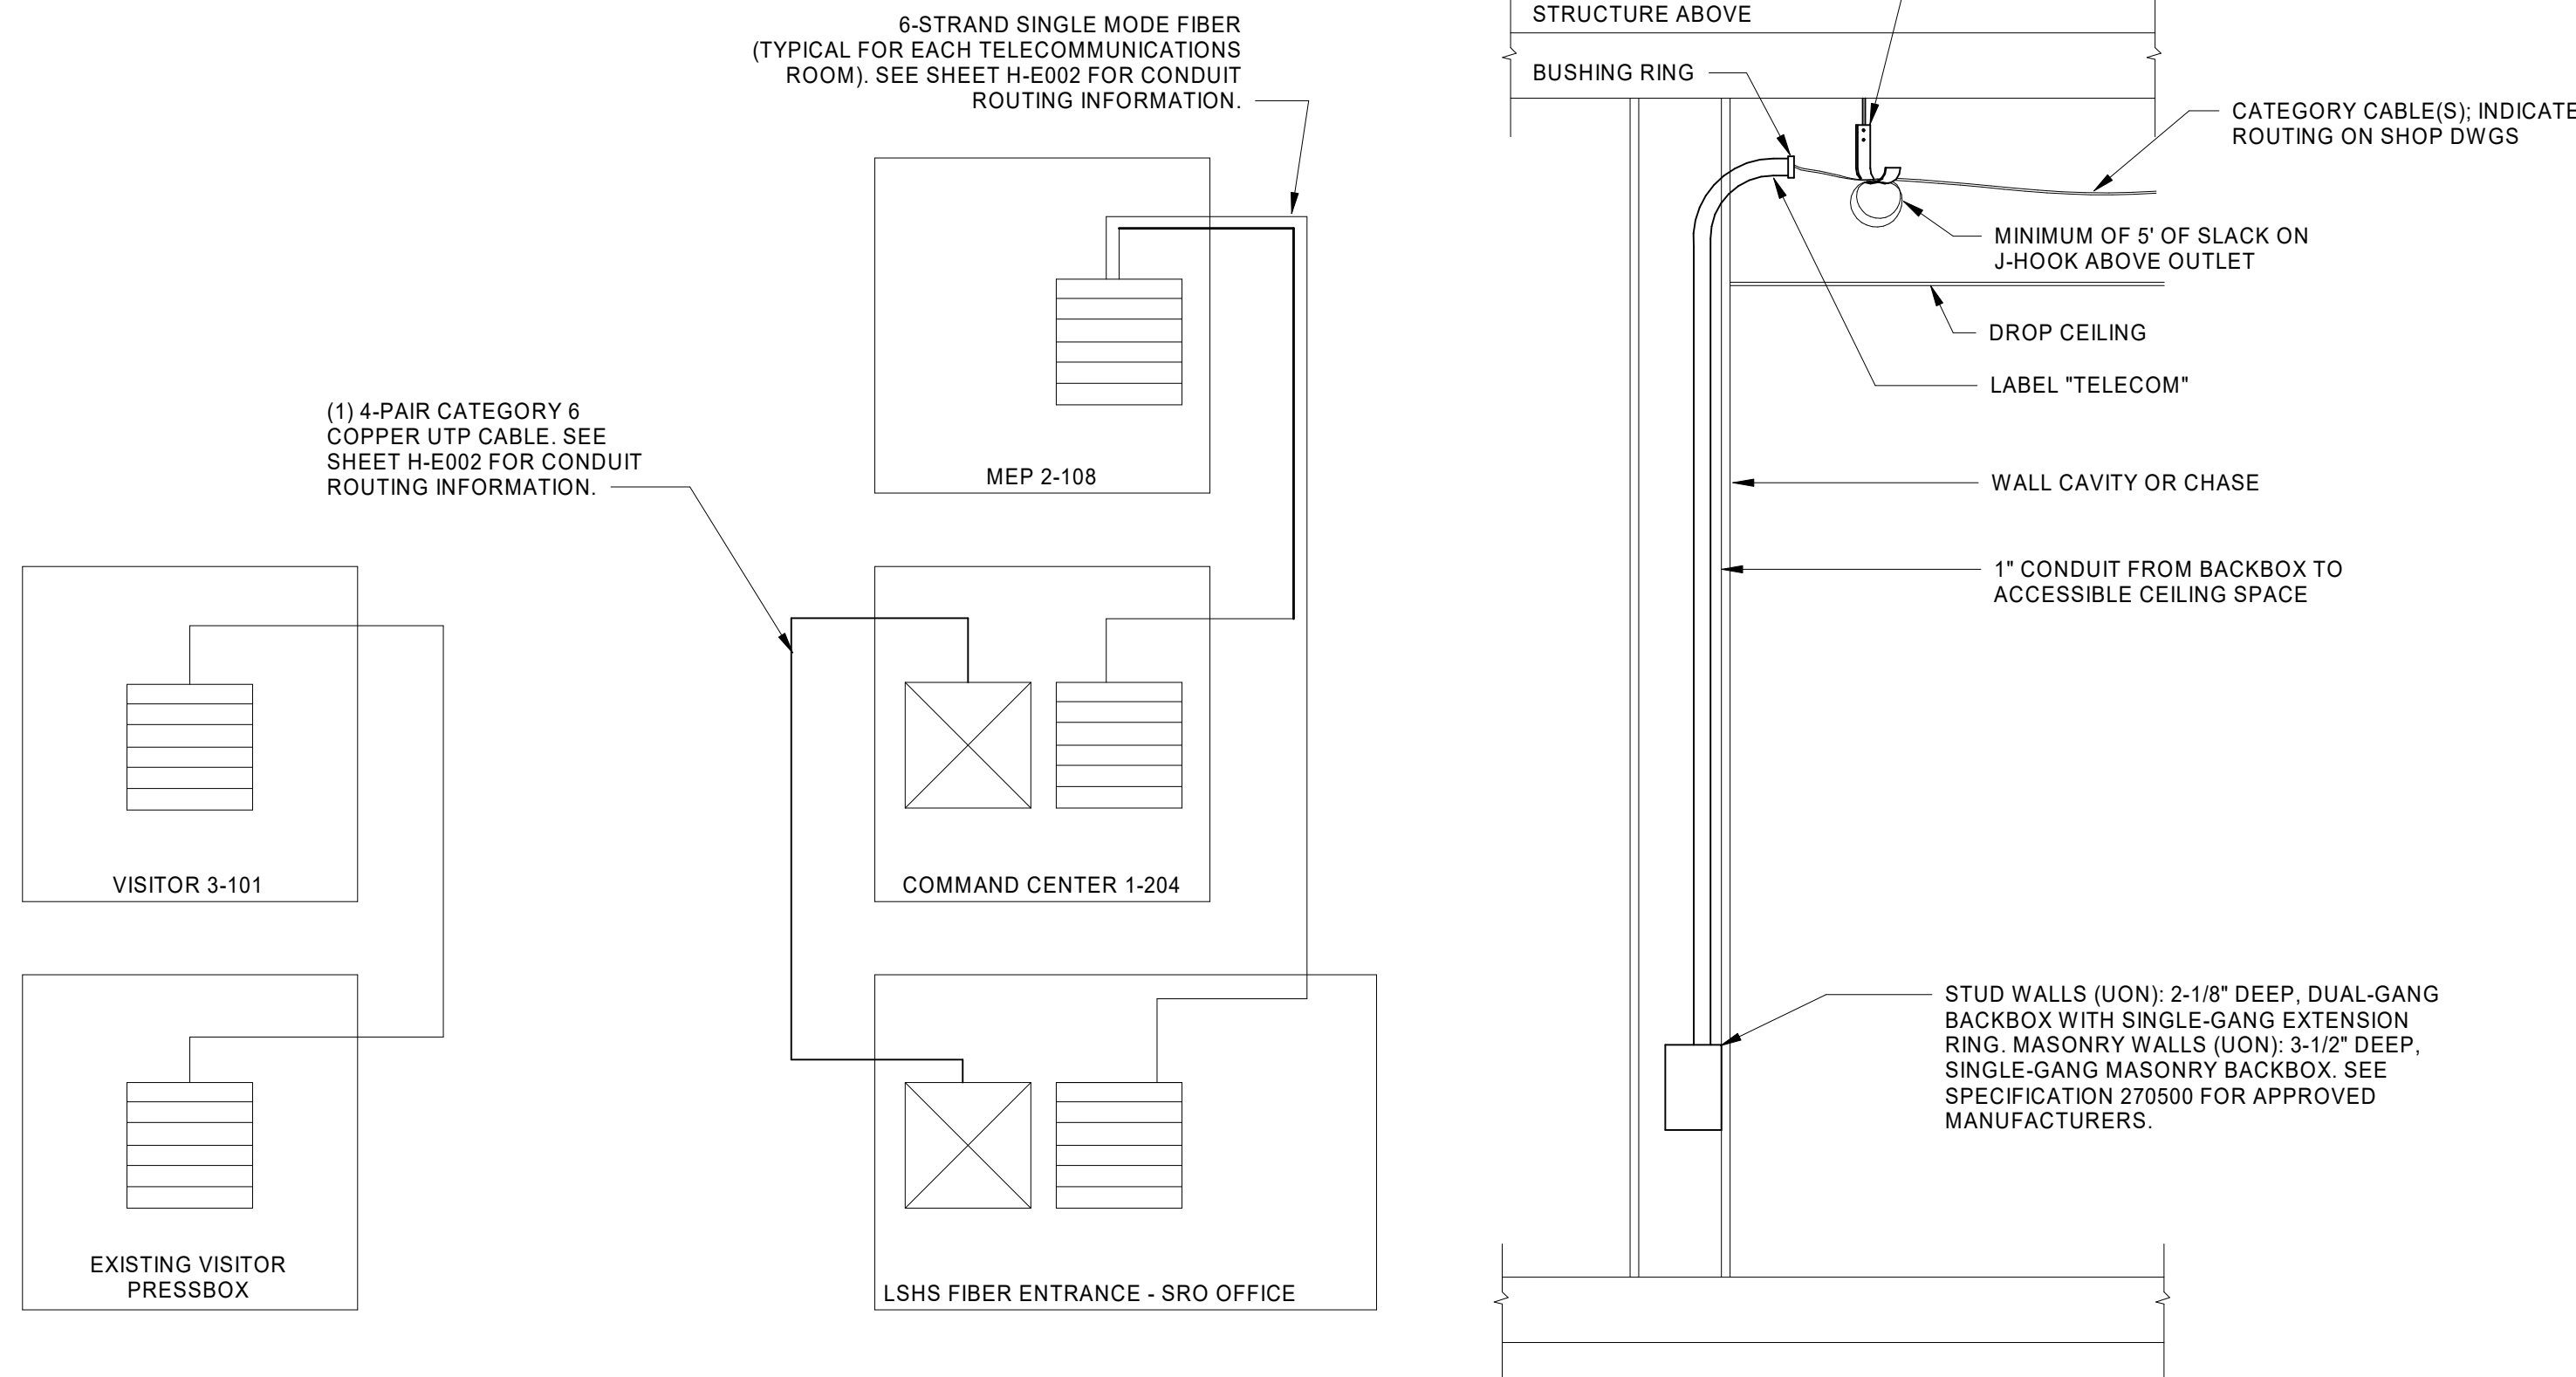 6-STRAND SINGLE MODE FIBER
(TYPICAL FOR EACH TELECOMMUNICATIONS
ROOM). SEE SHEET H-E002 FOR CONDUIT
ROUTING INFORMATION.
MEP 2-108
(1) 4-PAIR CATEGORY 6
COPPER UTP CABLE. SEE
SHEET H-E002 FOR CONDUIT
ROUTING INFORMATION.
VISITOR 3-101
COMMAND CENTER 1-204
EXISTING VISITOR
PRESSBOX
LSHS FIBER ENTRANCE - SRO OFFICE
STRUCTURE ABOVE
BUSHING RING
CATEGORY CABLE(S); INDICATE
ROUTING ON SHOP DWGS
MINIMUM OF 5' OF SLACK ON
J-HOOK ABOVE OUTLET
DROP CEILING
LABEL "TELECOM"
WALL CAVITY OR CHASE
1" CONDUIT FROM BACKBOX TO
ACCESSIBLE CEILING SPACE
STUD WALLS (UON): 2-1/8" DEEP, DUAL-GANG
BACKBOX WITH SINGLE-GANG EXTENSION
RING. MASONRY WALLS (UON): 3-1/2" DEEP,
SINGLE-GANG MASONRY BACKBOX. SEE
SPECIFICATION 270500 FOR APPROVED
MANUFACTURERS.